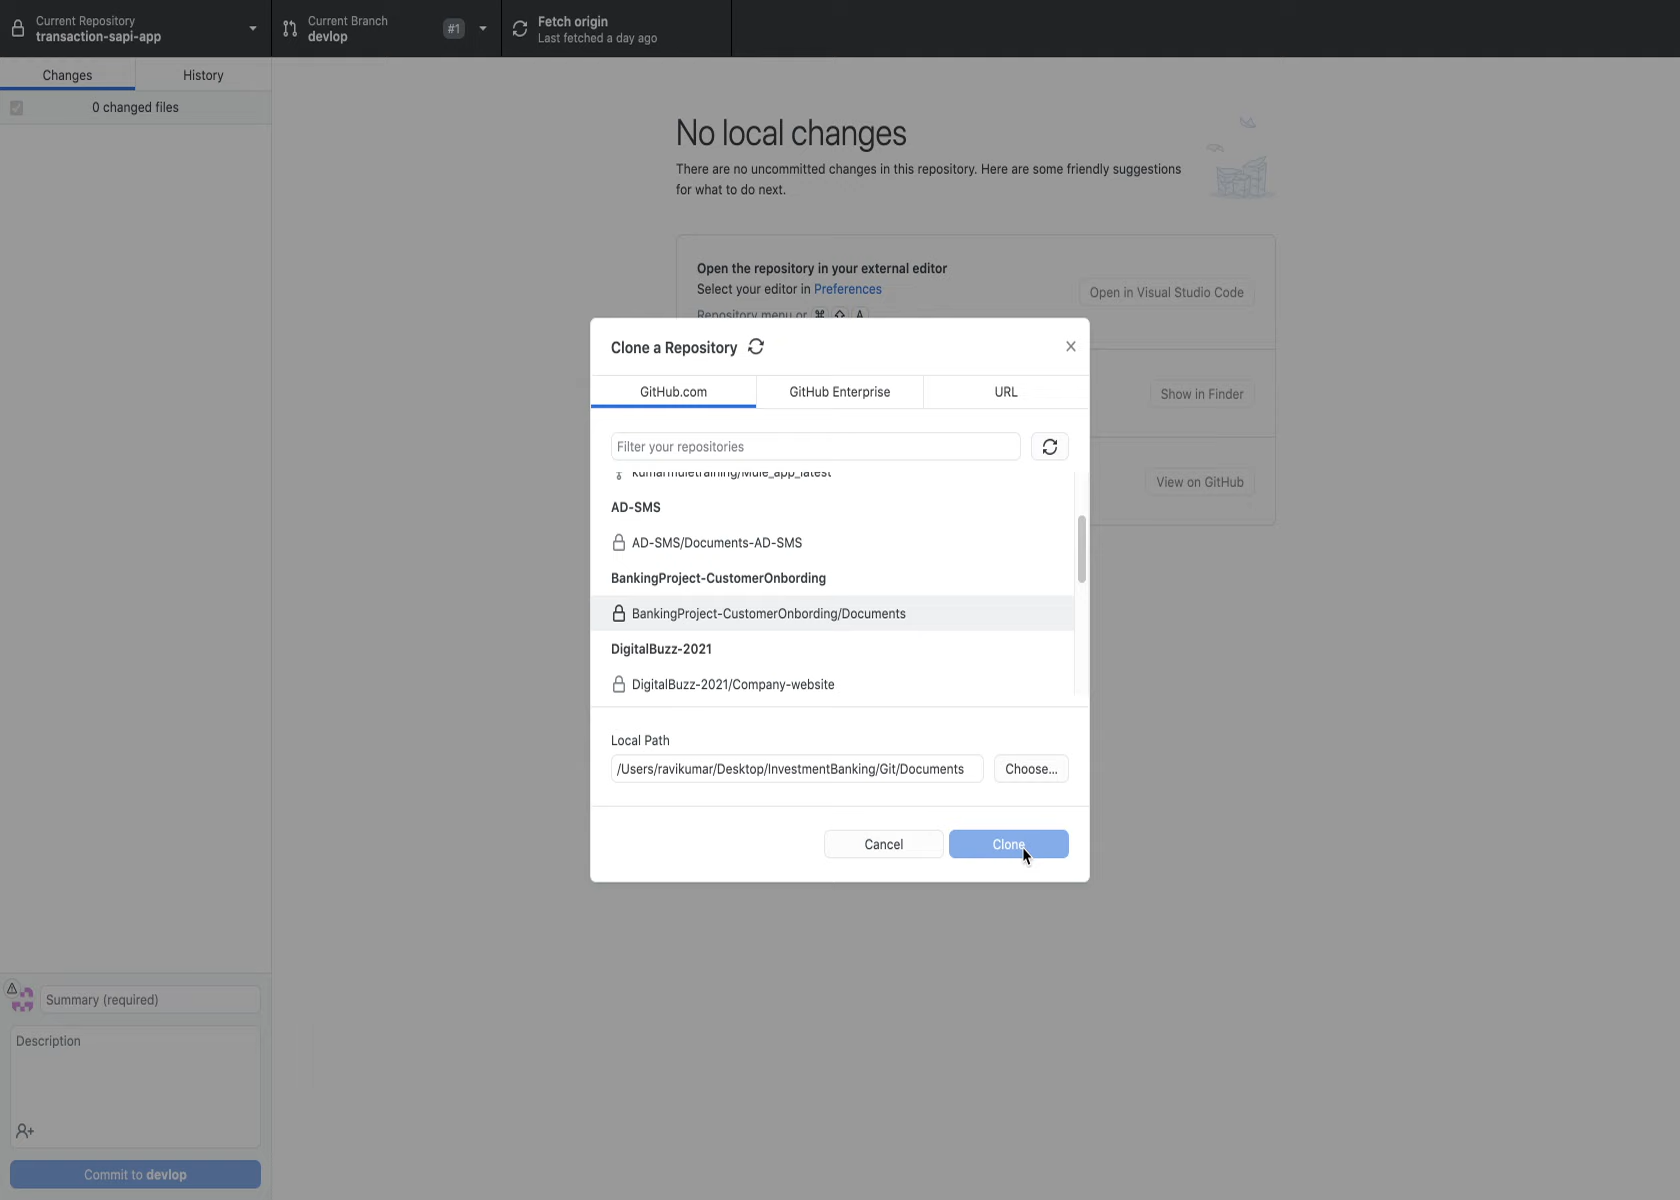 Current Repository
transaction-sapi-app
Current Branch
devlop
#1
Fetch origin
Last fetched a day ago
Changes
History
0 changed files
No local changes
There are no uncommitted changes in this repository. Here are some friendly suggestions
for what to do next.
Open the repository in your external editor
Select your editor in Preferences
Repository menu or ⌘ ⇧ A
Open in Visual Studio Code
Show in Finder
View on GitHub
Clone a Repository
GitHub.com
GitHub Enterprise
URL
Filter your repositories
kumarmuletraining/Mule_app_latest
AD-SMS
AD-SMS/Documents-AD-SMS
BankingProject-CustomerOnbording
BankingProject-CustomerOnbording/Documents
DigitalBuzz-2021
DigitalBuzz-2021/Company-website
Local Path
/Users/ravikumar/Desktop/InvestmentBanking/Git/Documents
Choose...
Cancel
Clone
Summary (required)
Description
Commit to devlop